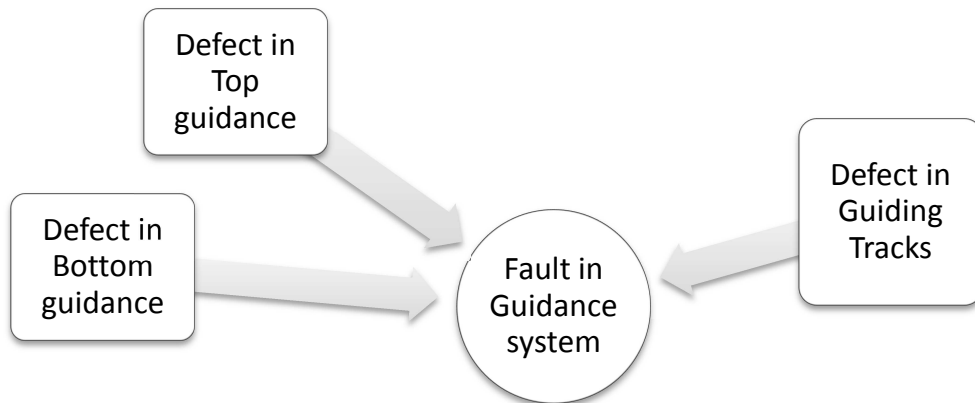 Defect in
Top
guidance
Defect in
Bottom
guidance
Fault in
Guidance
system
Defect in
Guiding
Tracks